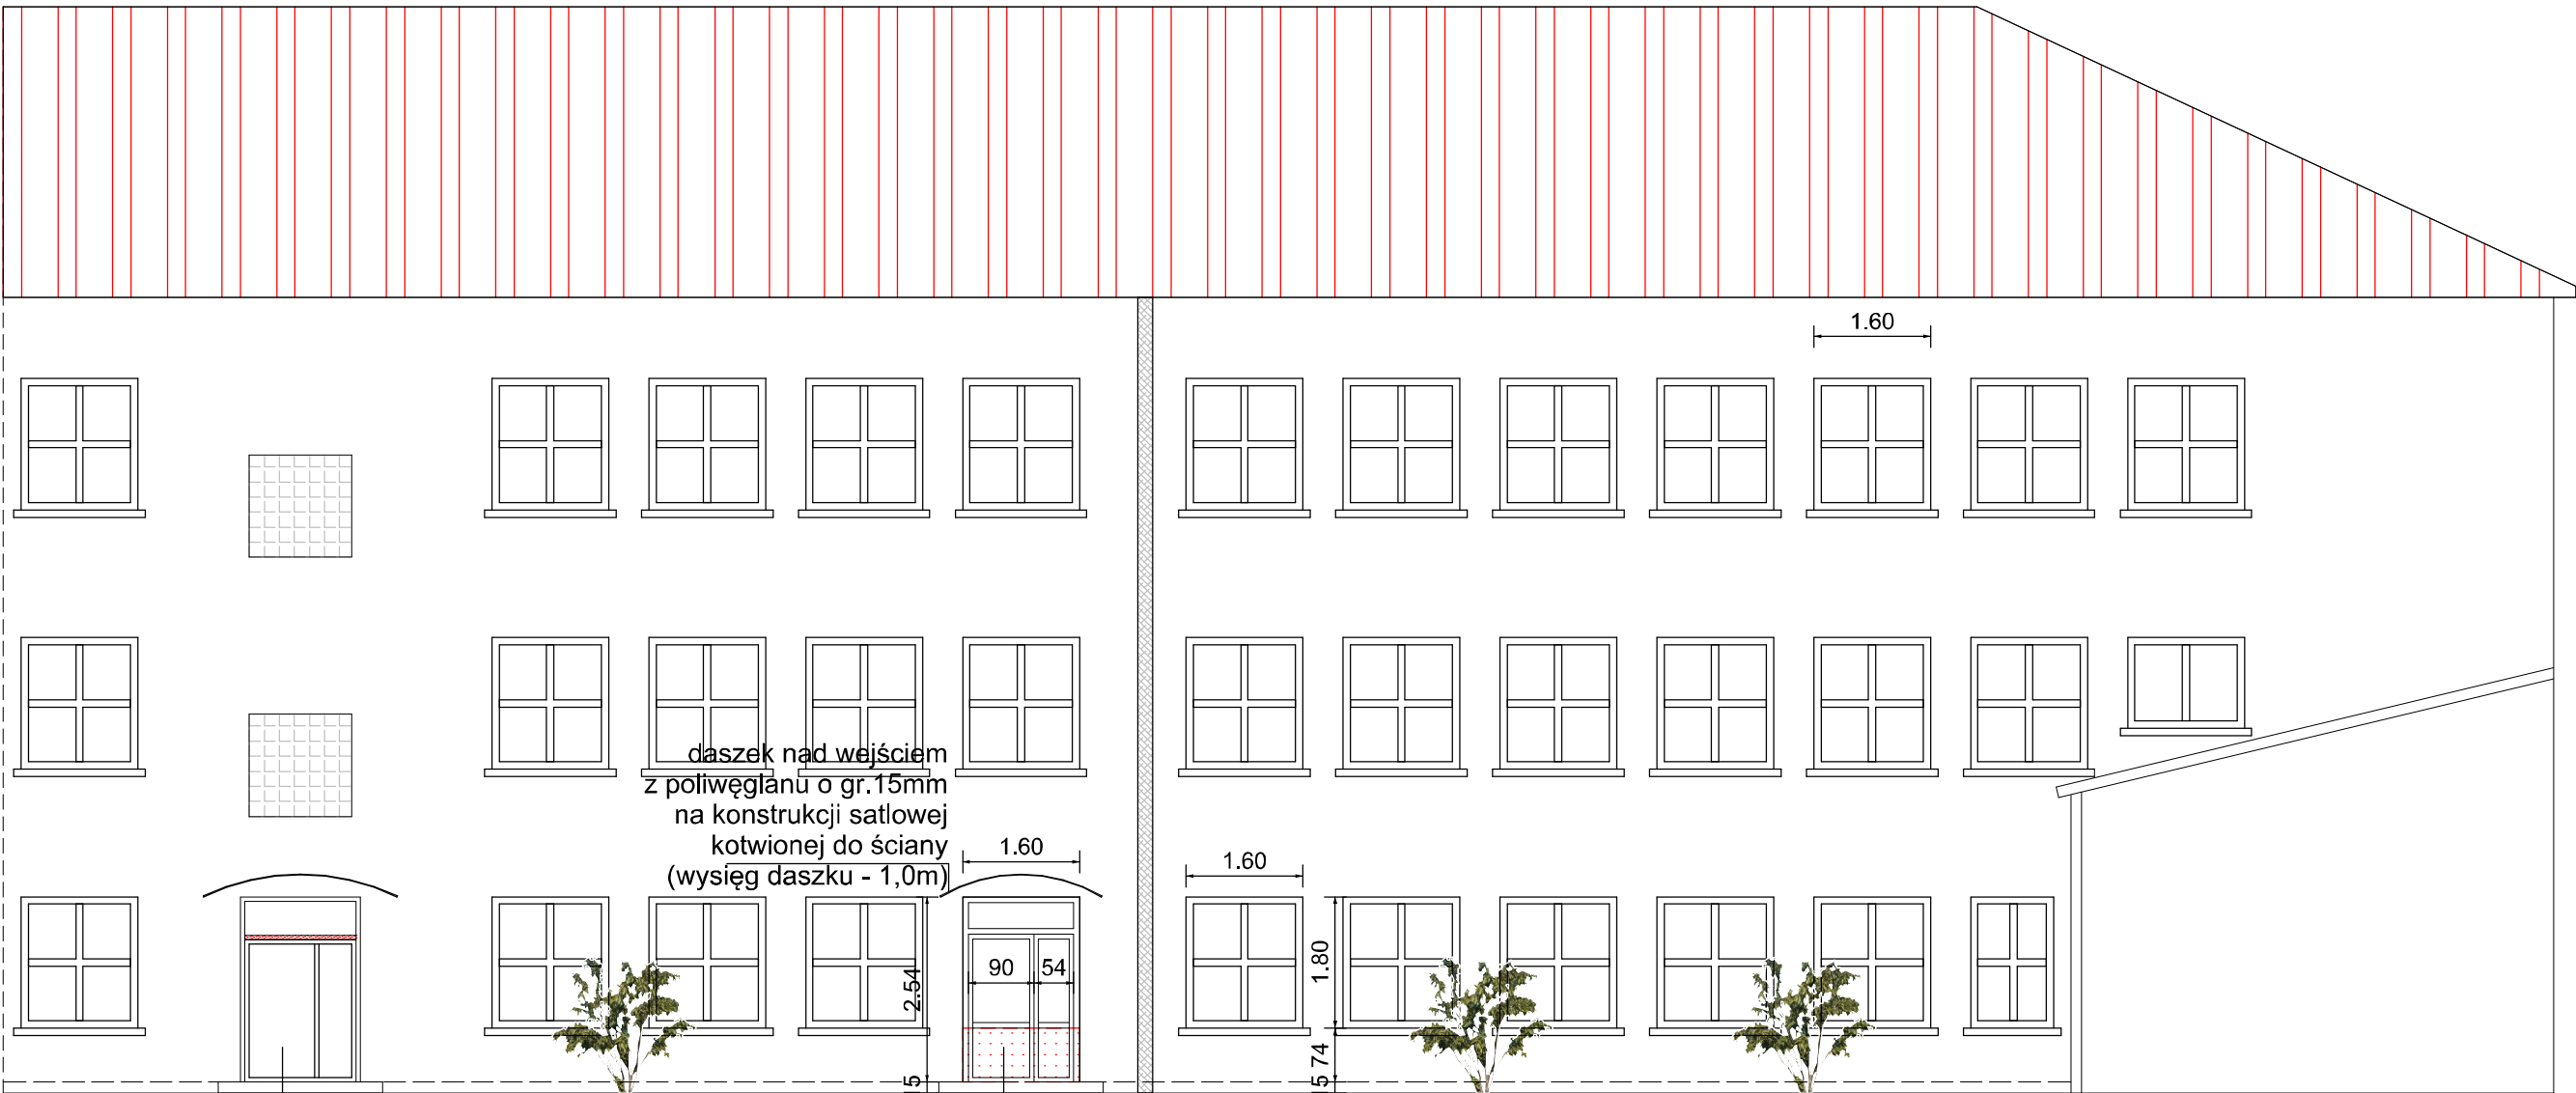 1.60
daszek nad wejściem
z poliwęglanu o gr.15mm
na konstrukcji satlowej
kotwionej do ściany
(wysięg daszku - 1,0m)
1.60
1.60
2.54
90
54
1.80
74